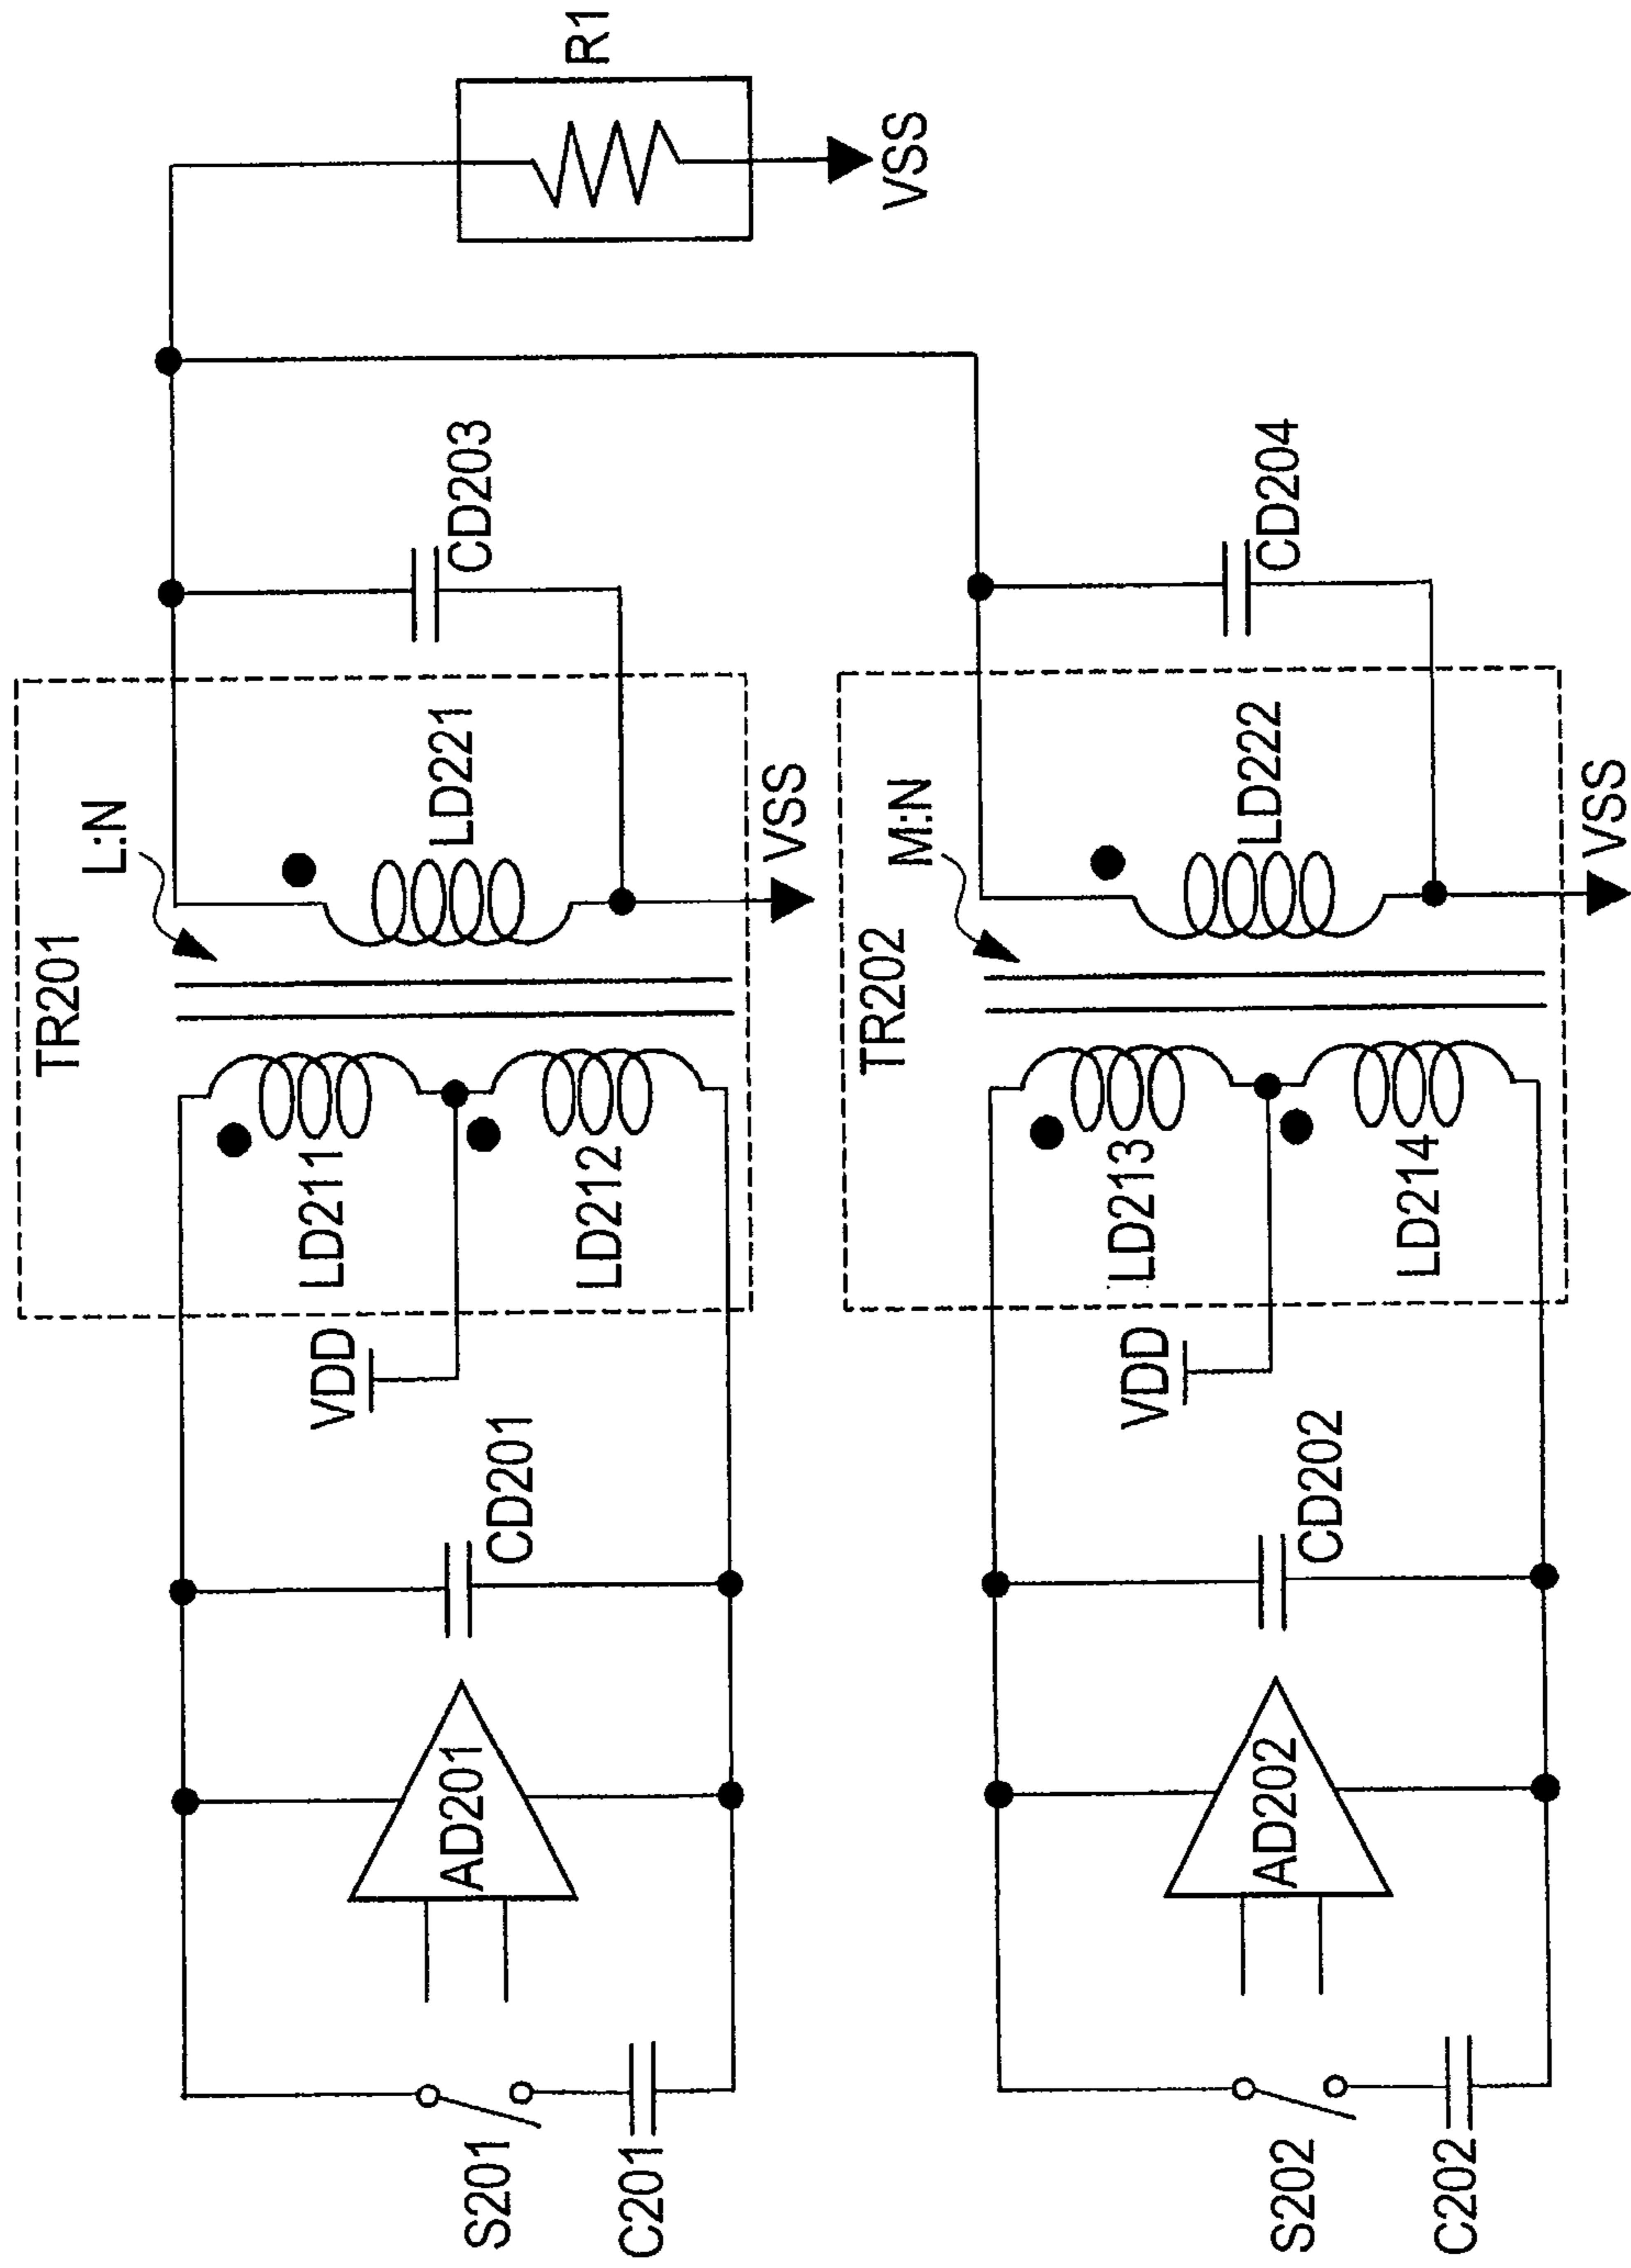 TR201
L:N
R1
S201
C201
AD201
CD201
VDD
LD211
LD212
LD221
CD203
VSS
VSS
TR202
M:N
S202
C202
AD202
CD202
VDD
LD213
LD214
LD222
CD204
VSS